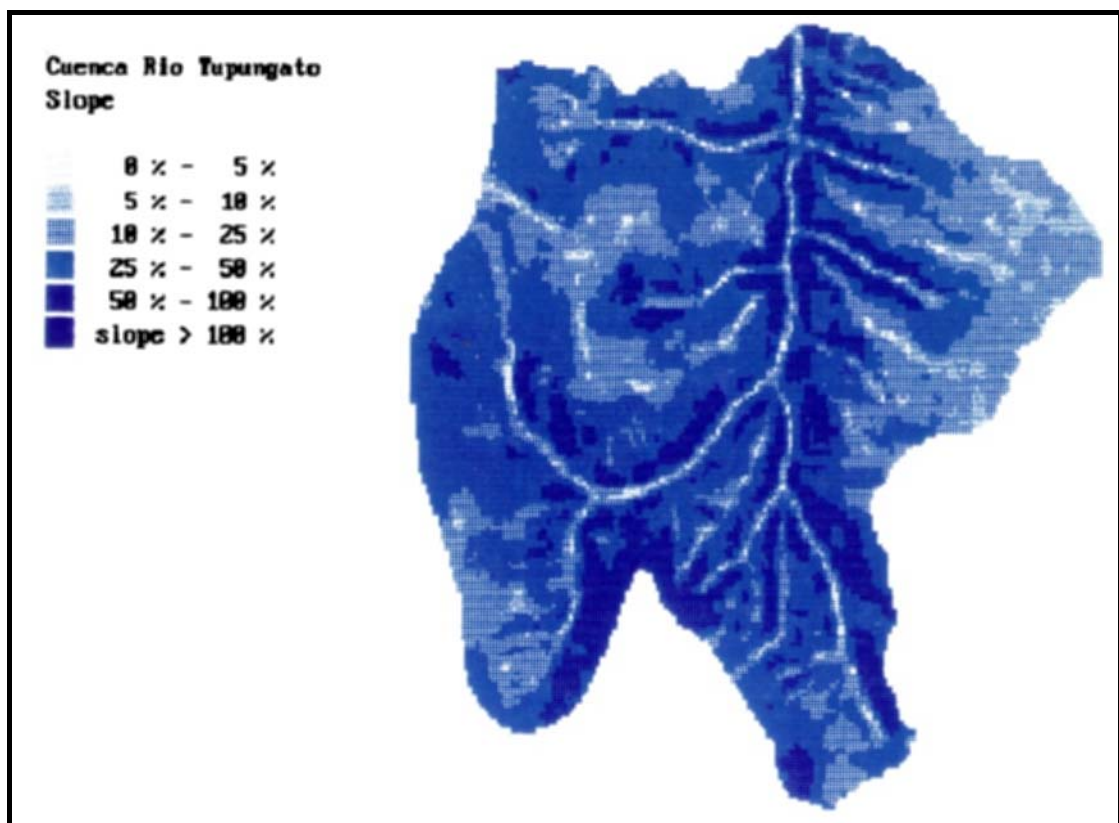 Cuenca Rio Tupungato
Slope
0 % - 5 %
5 % - 10 %
10 % - 25 %
25 % - 50 %
50 % - 100 %
slope > 100 %